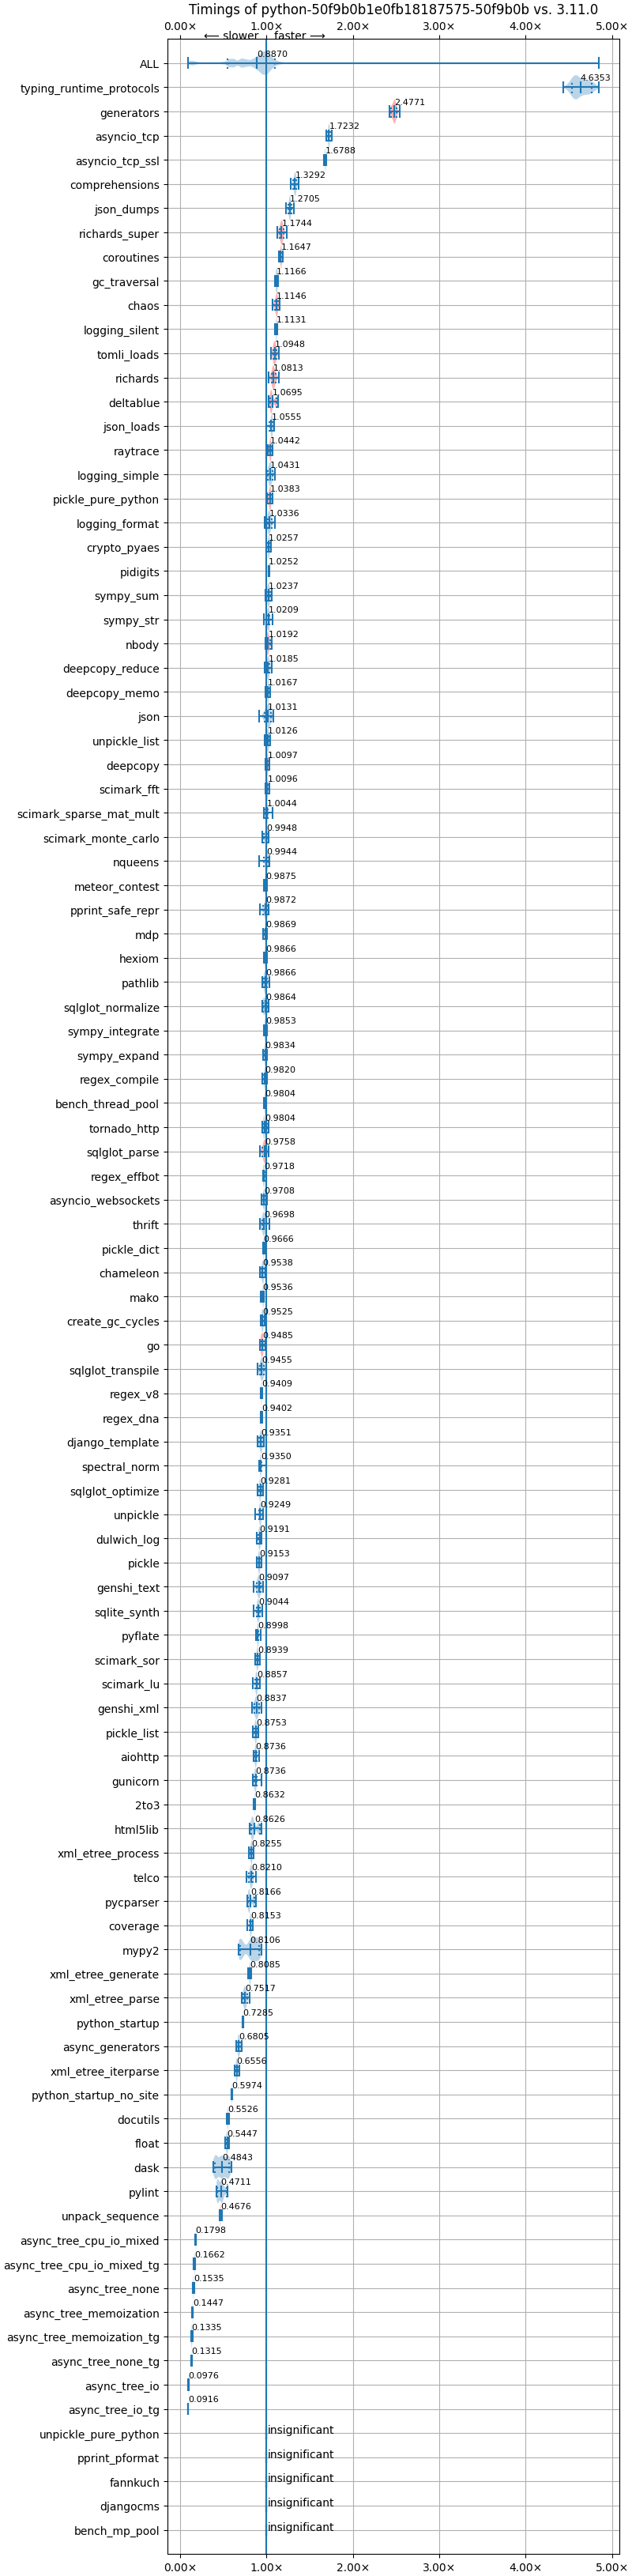 Timings of python-50f9b0b1e0fb18187575-50f9b0b vs. 3.11.0
0.00× 1.00× 2.00× 3.00× 4.00× 5.00×
← slower faster →
ALL 0.8870
typing_runtime_protocols 4.6353
generators 2.4771
asyncio_tcp 1.7232
asyncio_tcp_ssl 1.6788
comprehensions 1.3292
json_dumps 1.2705
richards_super 1.1744
coroutines 1.1647
gc_traversal 1.1166
chaos 1.1146
logging_silent 1.1131
tomli_loads 1.0948
richards 1.0813
deltablue 1.0695
json_loads 1.0555
raytrace 1.0442
logging_simple 1.0431
pickle_pure_python 1.0383
logging_format 1.0336
crypto_pyaes 1.0257
pidigits 1.0252
sympy_sum 1.0237
sympy_str 1.0209
nbody 1.0192
deepcopy_reduce 1.0185
deepcopy_memo 1.0167
json 1.0131
unpickle_list 1.0126
deepcopy 1.0097
scimark_fft 1.0096
scimark_sparse_mat_mult 1.0044
scimark_monte_carlo 0.9948
nqueens 0.9944
meteor_contest 0.9875
pprint_safe_repr 0.9872
mdp 0.9869
hexiom 0.9866
pathlib 0.9866
sqlglot_normalize 0.9864
sympy_integrate 0.9853
sympy_expand 0.9834
regex_compile 0.9820
bench_thread_pool 0.9804
tornado_http 0.9804
sqlglot_parse 0.9758
regex_effbot 0.9718
asyncio_websockets 0.9708
thrift 0.9698
pickle_dict 0.9666
chameleon 0.9538
mako 0.9536
create_gc_cycles 0.9525
go 0.9485
sqlglot_transpile 0.9455
regex_v8 0.9409
regex_dna 0.9402
django_template 0.9351
spectral_norm 0.9350
sqlglot_optimize 0.9281
unpickle 0.9249
dulwich_log 0.9191
pickle 0.9153
genshi_text 0.9097
sqlite_synth 0.9044
pyflate 0.8998
scimark_sor 0.8939
scimark_lu 0.8857
genshi_xml 0.8837
pickle_list 0.8753
aiohttp 0.8736
gunicorn 0.8736
2to3 0.8632
html5lib 0.8626
xml_etree_process 0.8255
telco 0.8210
pycparser 0.8166
coverage 0.8153
mypy2 0.8106
xml_etree_generate 0.8085
xml_etree_parse 0.7517
python_startup 0.7285
async_generators 0.6805
xml_etree_iterparse 0.6556
python_startup_no_site 0.5974
docutils 0.5526
float 0.5447
dask 0.4843
pylint 0.4711
unpack_sequence 0.4676
async_tree_cpu_io_mixed 0.1798
async_tree_cpu_io_mixed_tg 0.1662
async_tree_none 0.1535
async_tree_memoization 0.1447
async_tree_memoization_tg 0.1335
async_tree_none_tg 0.1315
async_tree_io 0.0976
async_tree_io_tg 0.0916
unpickle_pure_python insignificant
pprint_pformat insignificant
fannkuch insignificant
djangocms insignificant
bench_mp_pool insignificant
0.00× 1.00× 2.00× 3.00× 4.00× 5.00×